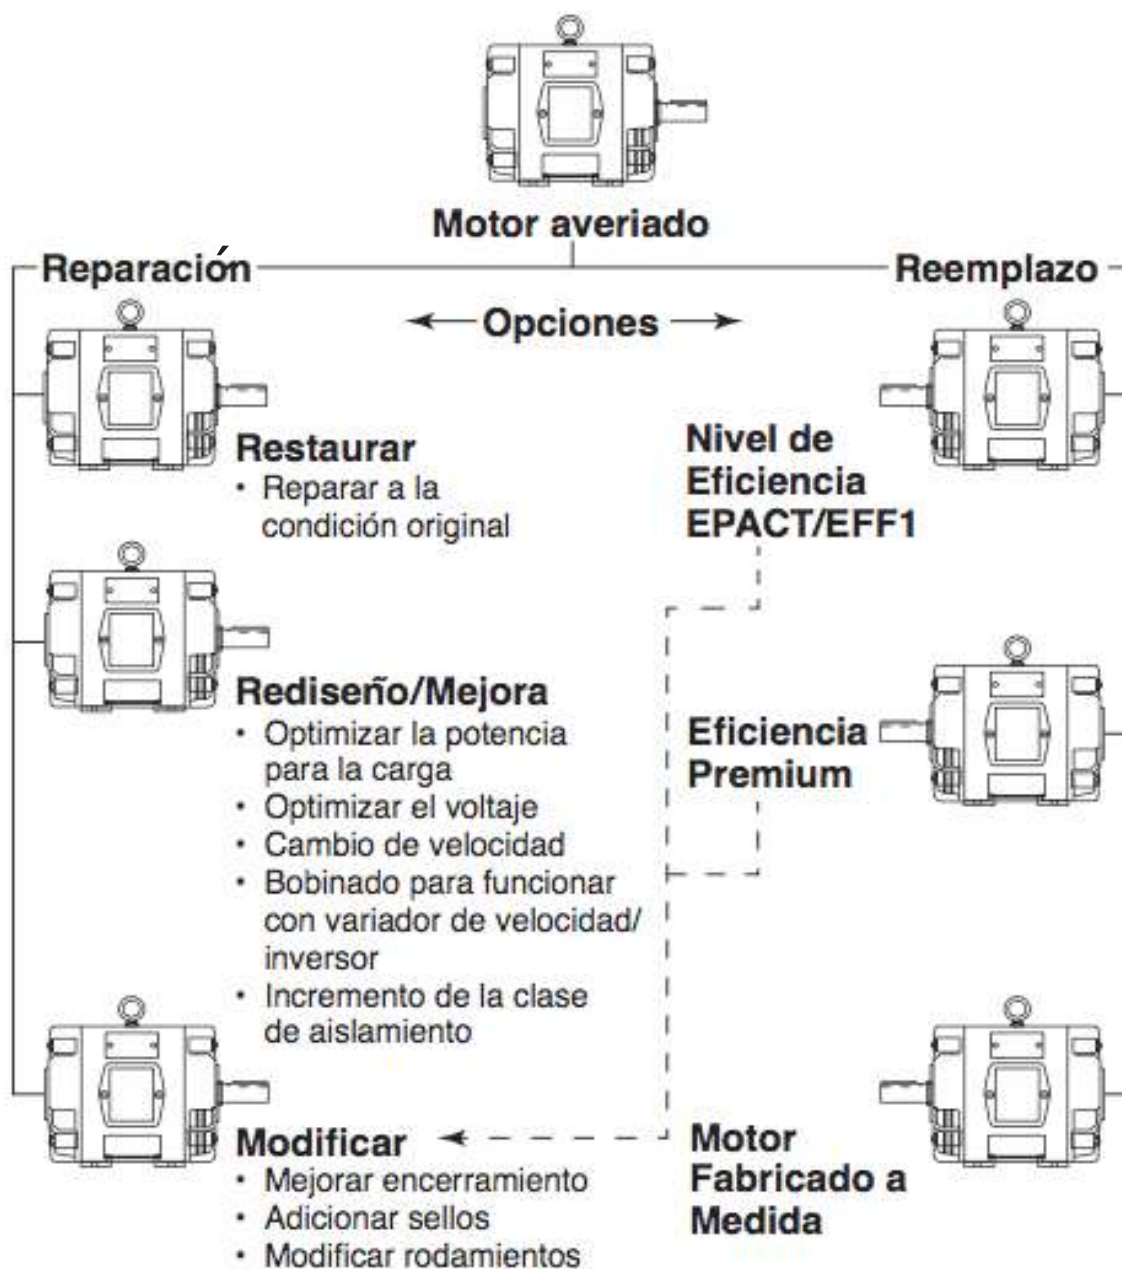 Motor averiado
Reparación
Reemplazo
Opciones
Restaurar
• Reparar a la
condición original
Nivel de
Eficiencia
EPACT/EFF1
Rediseño/Mejora
• Optimizar la potencia
para la carga
• Optimizar el voltaje
• Cambio de velocidad
• Bobinado para funcionar
con variador de velocidad/
inversor
• Incremento de la clase
de aislamiento
Eficiencia
Premium
Modificar
• Mejorar encerramiento
• Adicionar sellos
• Modificar rodamientos
Motor
Fabricado a
Medida